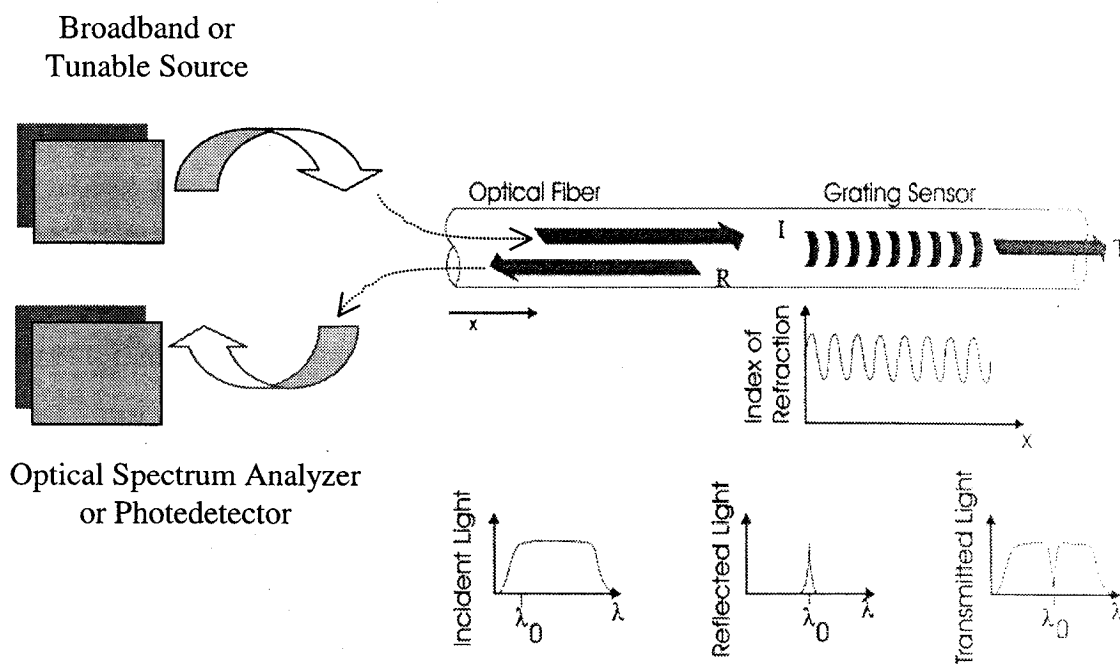 Broadband or
Tunable Source
Optical Fiber
Grating Sensor
I
T
R
x
Index of
Refraction
x
Optical Spectrum Analyzer
or Photedetector
Incident Light
λ0
λ
Reflected Light
λ0
λ
Transmitted Light
λ0
λ